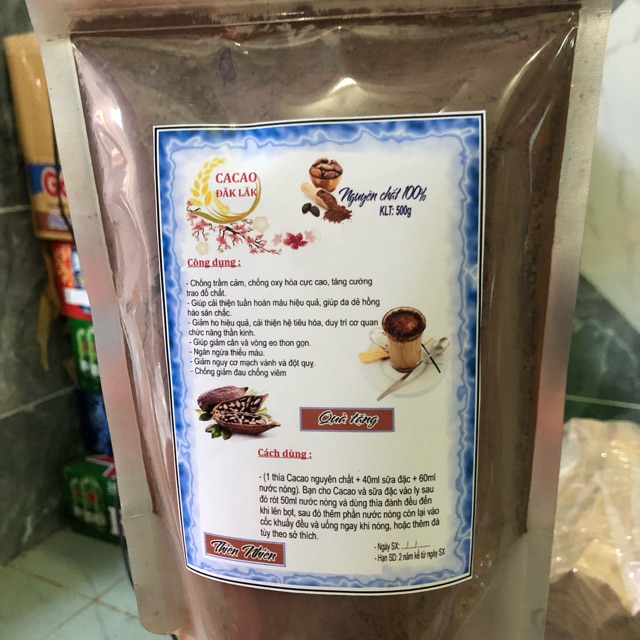 CACAO
ĐĂK LĂK
Nguyên chất 100%
KLT: 500g
Công dụng :
- Chống trầm cảm, chống oxy hóa cực cao, tăng cường
trao đổ chất.
- Giúp cải thiện tuần hoàn máu hiệu quả, giúp da dẻ hồng
hào săn chắc.
- Giảm ho hiệu quả, cải thiện hệ tiêu hóa, duy trì cơ quan
chức năng thần kinh.
- Giúp giảm cân và vòng eo thon gọn.
- Ngăn ngừa thiếu máu.
- Giảm nguy cơ mạch vành và đột quỵ.
- Chống giảm đau chống viêm
Quà tặng
Cách dùng :
- (1 thìa Cacao nguyên chất + 40ml sữa đặc + 60ml
nước nóng). Bạn cho Cacao và sữa đặc vào ly sau
đó rót 50ml nước nóng và dùng thìa đánh đều đến
khi lên bọt, sau đó thêm phần nước nóng còn lại vào
cốc khuấy đều và uống ngay khi nóng, hoặc thêm đá
tùy theo sở thích.
Thiên Nhiên
- Ngày SX: __/__/__
- Hạn SD: 2 năm kể từ ngày SX